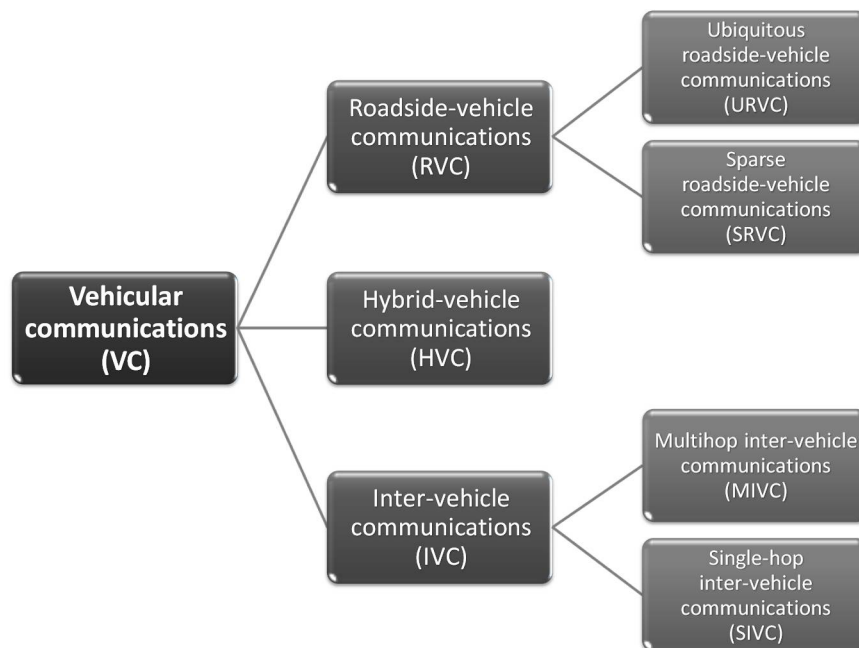 Vehicular
communications
(VC)
Roadside-vehicle
communications
(RVC)
Ubiquitous
roadside-vehicle
communications
(URVC)
Sparse
roadside-vehicle
communications
(SRVC)
Hybrid-vehicle
communications
(HVC)
Inter-vehicle
communications
(IVC)
Multihop inter-vehicle
communications
(MIVC)
Single-hop
inter-vehicle
communications
(SIVC)